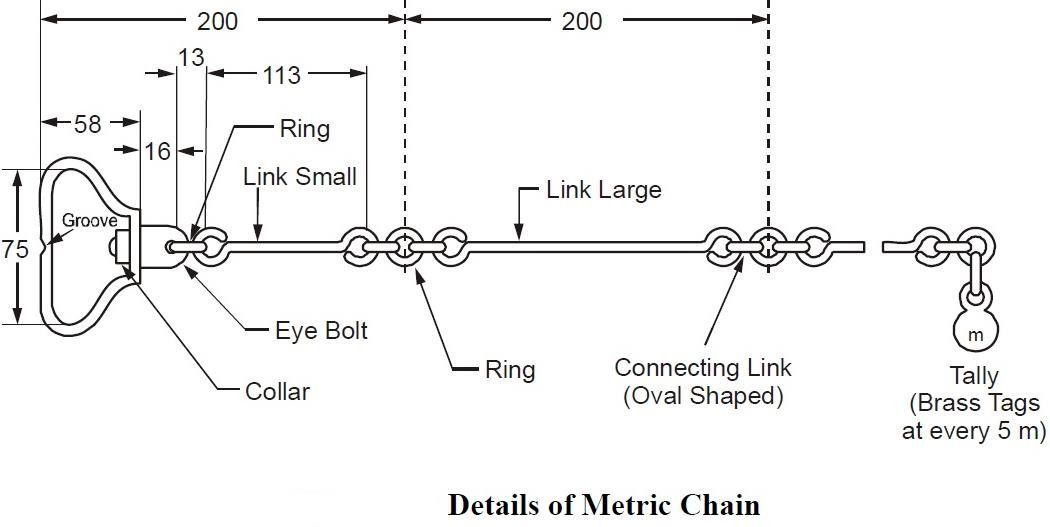 200
200
13
113
58
16
Ring
Link Small
Link Large
Groove
75
Eye Bolt
Ring
Collar
Connecting Link
(Oval Shaped)
m
Tally
(Brass Tags
at every 5 m)
Details of Metric Chain